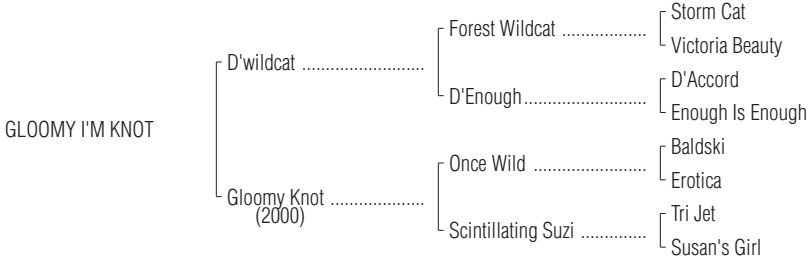 Storm Cat
Forest Wildcat ..................
Victoria Beauty
D'wildcat ..........................
D'Accord
D'Enough..........................
Enough Is Enough
GLOOMY I'M KNOT
Baldski
Once Wild ........................
Erotica
Gloomy Knot ....................
(2000)
Tri Jet
Scintillating Suzi ..............
Susan's Girl